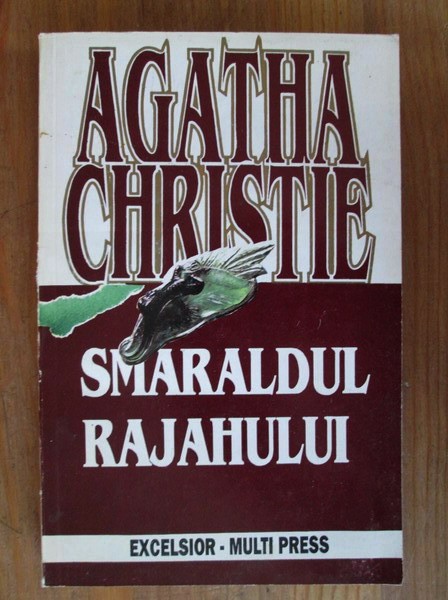 AGATHA
CHRISTIE
SMARALDUL
RAJAHULUI
EXCELSIOR - MULTI PRESS